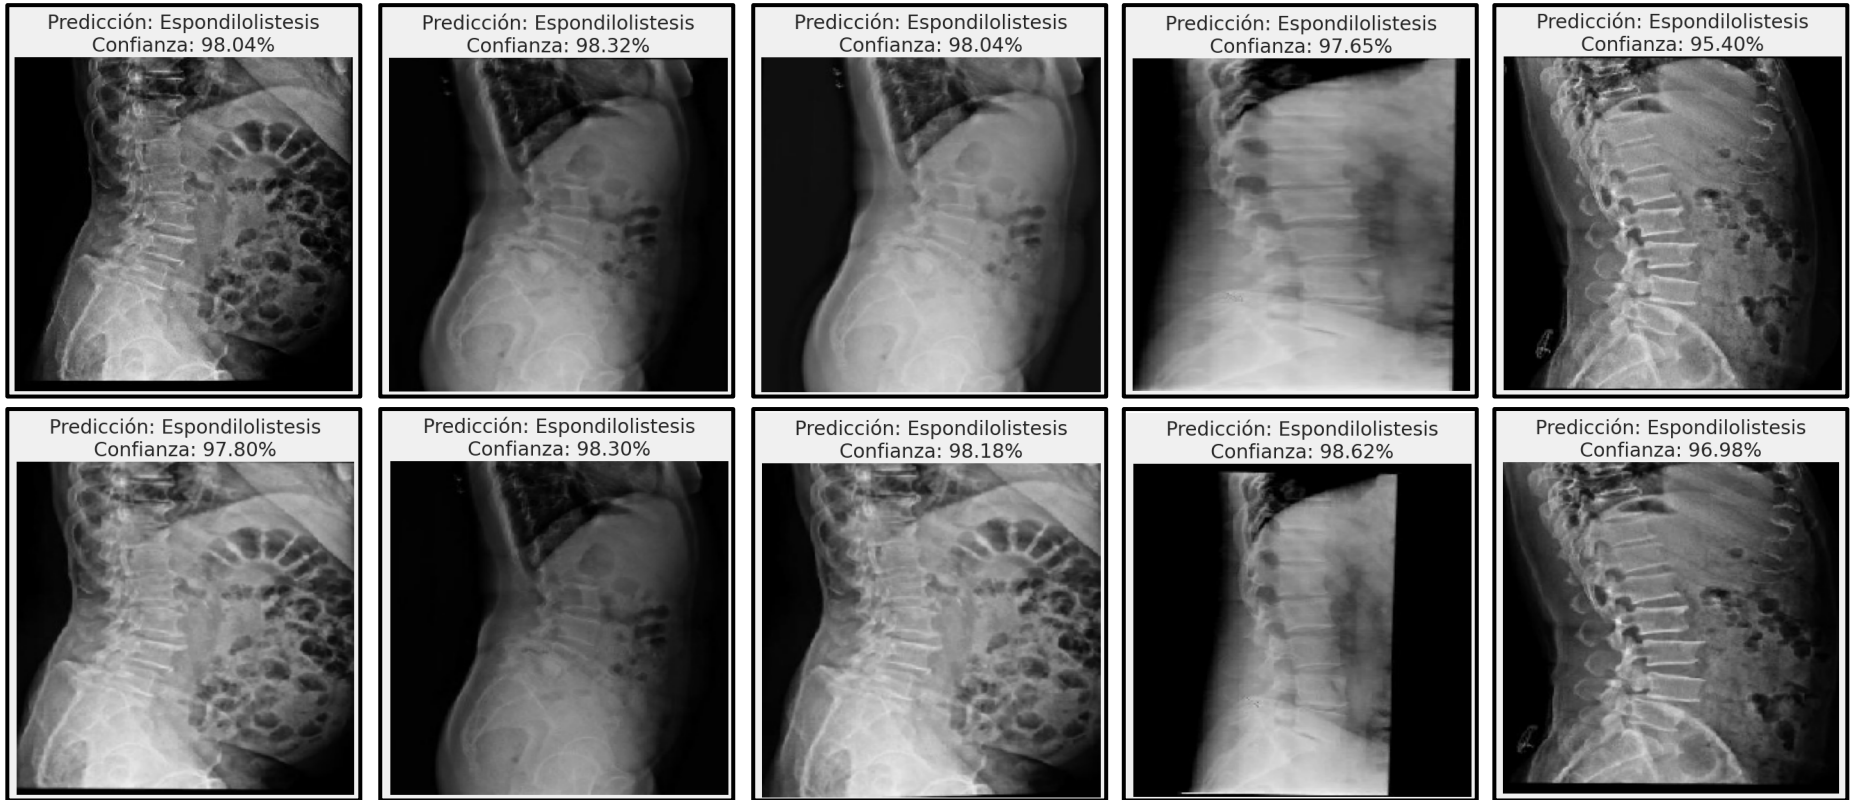 Predicción: Espondilolistesis
Confianza: 98.04%
Predicción: Espondilolistesis
Confianza: 98.32%
Predicción: Espondilolistesis
Confianza: 98.04%
Predicción: Espondilolistesis
Confianza: 97.65%
Predicción: Espondilolistesis
Confianza: 95.40%
Predicción: Espondilolistesis
Confianza: 97.80%
Predicción: Espondilolistesis
Confianza: 98.30%
Predicción: Espondilolistesis
Confianza: 98.18%
Predicción: Espondilolistesis
Confianza: 98.62%
Predicción: Espondilolistesis
Confianza: 96.98%